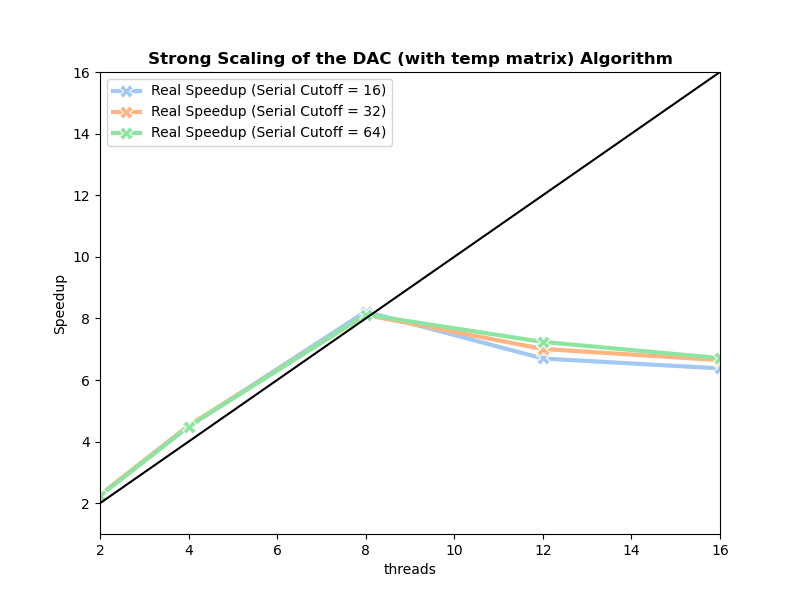 Strong Scaling of the DAC (with temp matrix) Algorithm
Real Speedup (Serial Cutoff = 16)
Real Speedup (Serial Cutoff = 32)
Real Speedup (Serial Cutoff = 64)
Speedup
16
14
12
10
8
6
4
2
2 4 6 8 10 12 14 16
threads